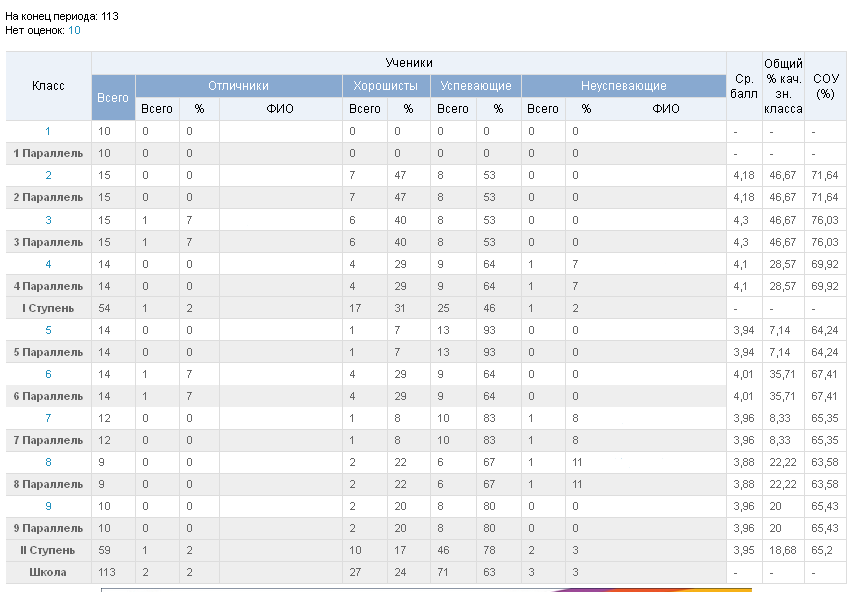 На конец периода: 113
Нет оценок: 10
Класс Ученики Ср. балл Общий % кач. зн. класса СОУ (%)
Всего Отличники Хорошисты Успевающие Неуспевающие
Всего % ФИО Всего % Всего % Всего % ФИО
1 10 0 0 0 0 0 0 0 0 - - -
1 Параллель 10 0 0 0 0 0 0 0 0 - - -
2 15 0 0 7 47 8 53 0 0 4,18 46,67 71,64
2 Параллель 15 0 0 7 47 8 53 0 0 4,18 46,67 71,64
3 15 1 7 6 40 8 53 0 0 4,3 46,67 76,03
3 Параллель 15 1 7 6 40 8 53 0 0 4,3 46,67 76,03
4 14 0 0 4 29 9 64 1 7 4,1 28,57 69,92
4 Параллель 14 0 0 4 29 9 64 1 7 4,1 28,57 69,92
I Ступень 54 1 2 17 31 25 46 1 2 - - -
5 14 0 0 1 7 13 93 0 0 3,94 7,14 64,24
5 Параллель 14 0 0 1 7 13 93 0 0 3,94 7,14 64,24
6 14 1 7 4 29 9 64 0 0 4,01 35,71 67,41
6 Параллель 14 1 7 4 29 9 64 0 0 4,01 35,71 67,41
7 12 0 0 1 8 10 83 1 8 3,96 8,33 65,35
7 Параллель 12 0 0 1 8 10 83 1 8 3,96 8,33 65,35
8 9 0 0 2 22 6 67 1 11 3,88 22,22 63,58
8 Параллель 9 0 0 2 22 6 67 1 11 3,88 22,22 63,58
9 10 0 0 2 20 8 80 0 0 3,96 20 65,43
9 Параллель 10 0 0 2 20 8 80 0 0 3,96 20 65,43
II Ступень 59 1 2 10 17 46 78 2 3 3,95 18,68 65,2
Школа 113 2 2 27 24 71 63 3 3 - - -